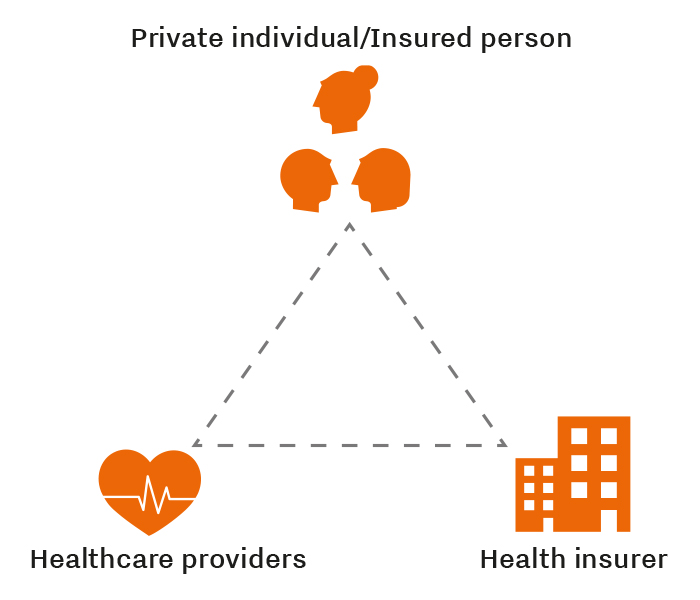 Private individual/Insured person
Healthcare providers
Health insurer